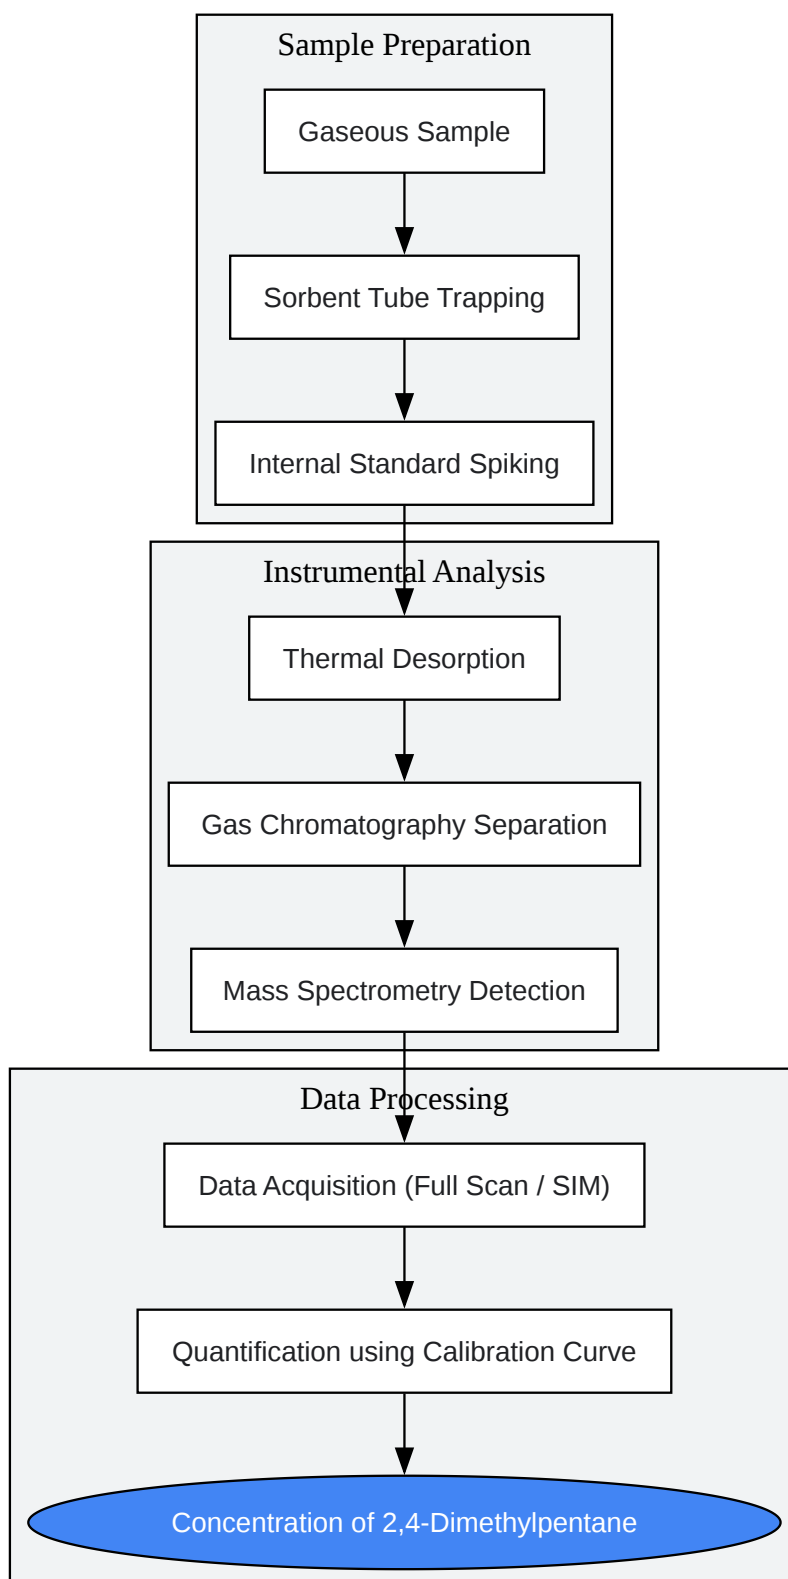 Sample Preparation
Gaseous Sample
Sorbent Tube Trapping
Internal Standard Spiking
Instrumental Analysis
Thermal Desorption
Gas Chromatography Separation
Mass Spectrometry Detection
Data Processing
Data Acquisition (Full Scan / SIM)
Quantification using Calibration Curve
Concentration of 2,4-Dimethylpentane